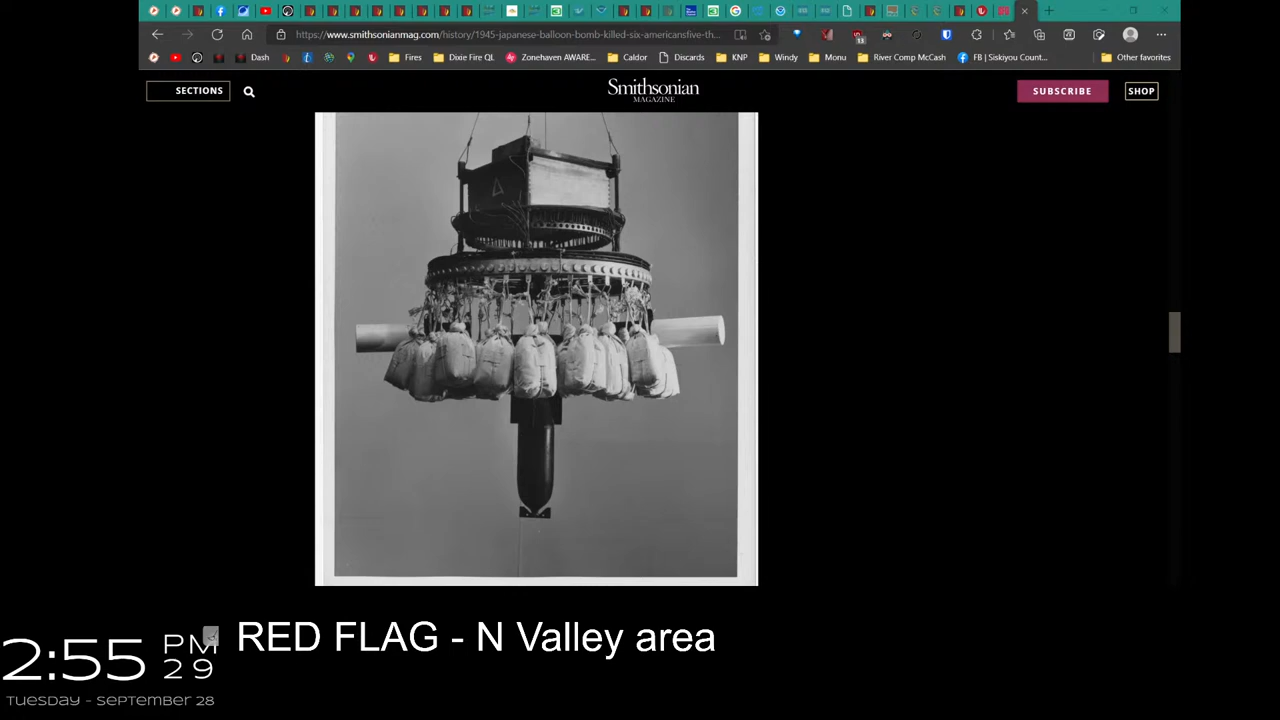 https://www.smithsonianmag.com/history/1945-japanese-balloon-bomb-killed-six-americansfive-th...
Dash
Fires
Dixie Fire QL
Zonehaven AWARE...
Caldor
Discards
KNP
Windy
Monu
River Comp McCash
FB | Siskiyou Count...
Other favorites
SECTIONS
Smithsonian
MAGAZINE
SUBSCRIBE
SHOP
2:55 PM 29
TUESDAY - SEPTEMBER 28
RED FLAG - N Valley area